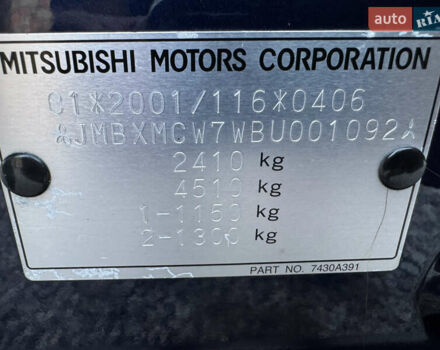 auto RIA
MITSUBISHI MOTORS CORPORATION
01*2001/116*0406
JMBXMCW7WBU001092
2410 kg
4510 kg
1-1150 kg
2-1300 kg
PART NO. 7430A391